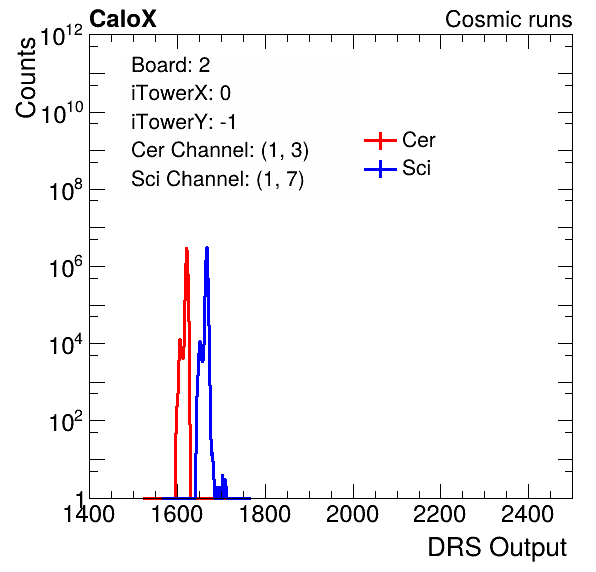 CaloX Cosmic runs
Counts
10^12
10^10
10^8
10^6
10^4
10^2
1
Board: 2
iTowerX: 0
iTowerY: -1
Cer Channel: (1, 3)
Sci Channel: (1, 7)
Cer
Sci
1400 1600 1800 2000 2200 2400
DRS Output